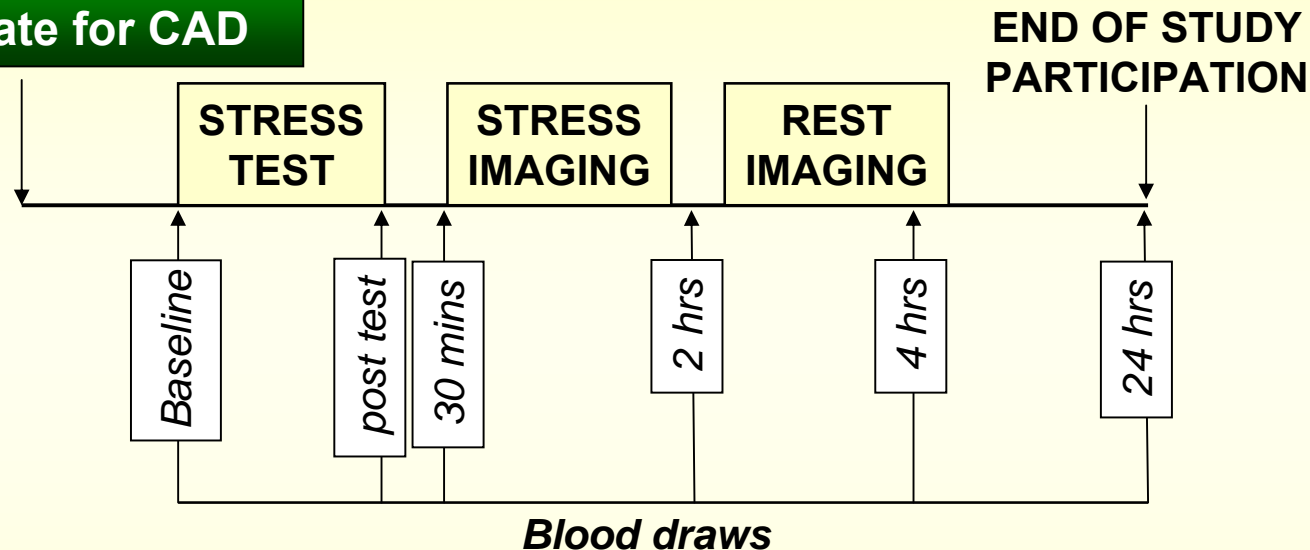 for CAD
END OF STUDY
PARTICIPATION
STRESS
TEST
STRESS
IMAGING
REST
IMAGING
Baseline
post test
30 mins
2 hrs
4 hrs
24 hrs
Blood draws